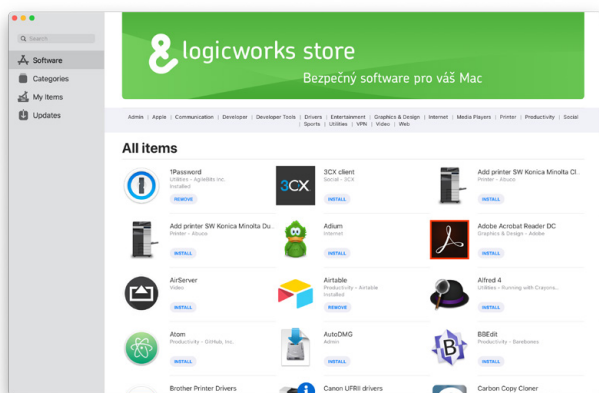 Search
Software
Categories
My Items
Updates
logicworks store
Bezpečný software pro váš Mac
Admin | Apple | Communication | Developer | Developer Tools | Drivers | Entertainment | Graphics & Design | Internet | Media Players | Printer | Productivity | Social
Sports | Utilities | VPN | Video | Web
All items
1Password
Utilities - AgileBits Inc.
Installed
REMOVE
3CX
3CX client
Social - 3CX
INSTALL
Add printer SW Konica Minolta Cl..
Printer - Abuco
INSTALL
Add printer SW Konica Minolta Du..
Printer - Abuco
INSTALL
Adium
Internet
INSTALL
Adobe Acrobat Reader DC
Graphics & Design - Adobe
INSTALL
AirServer
Video
INSTALL
Airtable
Productivity - Airtable
Installed
REMOVE
Alfred 4
Utilities - Running with Crayons...
INSTALL
Atom
Productivity - GitHub, Inc.
INSTALL
AutoDMG
Admin
INSTALL
BBEdit
Productivity - Barebones
INSTALL
Brother Printer Drivers
Canon UFRII drivers
Carbon Copy Cloner